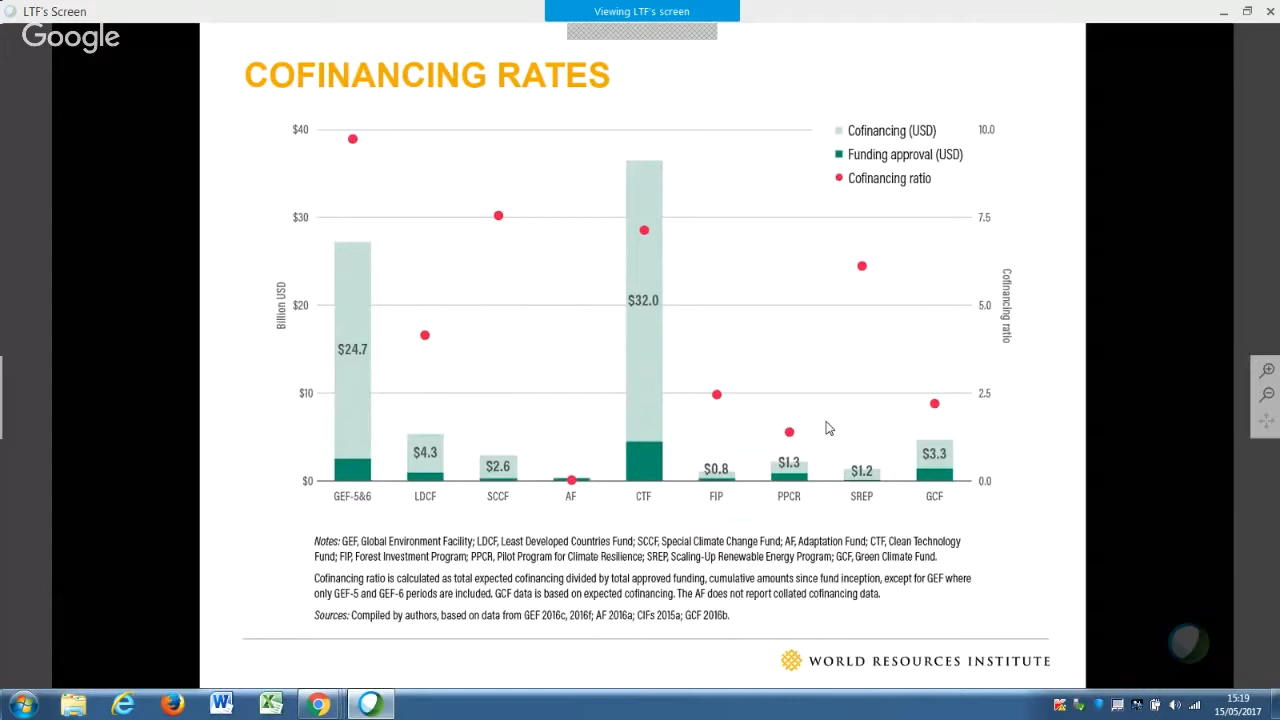 LTF's Screen
Viewing LTF's screen
Google
COFINANCING RATES
$40
$30
$20
$10
$0
Billion USD
Cofinancing (USD)
Funding approval (USD)
Cofinancing ratio
10.0
7.5
5.0
2.5
0.0
Cofinancing ratio
$24.7
$4.3
$2.6
$32.0
$0.8
$1.3
$1.2
$3.3
GEF-5&6 LDCF SCCF AF CTF FIP PPCR SREP GCF
Notes: GEF, Global Environment Facility; LDCF, Least Developed Countries Fund; SCCF, Special Climate Change Fund; AF, Adaptation Fund; CTF, Clean Technology
Fund; FIP, Forest Investment Program; PPCR, Pilot Program for Climate Resilience; SREP, Scaling-Up Renewable Energy Program; GCF, Green Climate Fund.
Cofinancing ratio is calculated as total expected cofinancing divided by total approved funding, cumulative amounts since fund inception, except for GEF where
only GEF-5 and GEF-6 periods are included. GCF data is based on expected cofinancing. The AF does not report collated cofinancing data.
Sources: Compiled by authors, based on data from GEF 2016c, 2016f; AF 2016a; CIFs 2015a; GCF 2016b.
WORLD RESOURCES INSTITUTE
15:19
15/05/2017